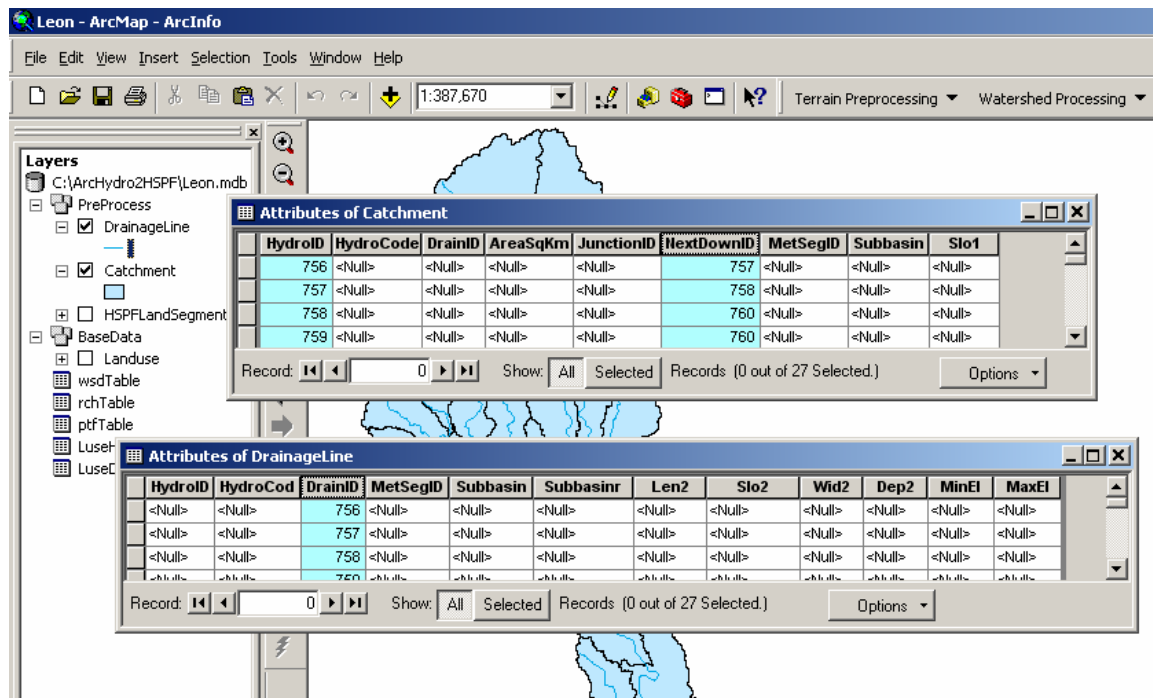 Leon - ArcMap - ArcInfo
File Edit View Insert Selection Tools Window Help
1:387,670 Terrain Preprocessing Watershed Processing
Layers
C:\ArcHydro2HSPF\Leon.mdb
PreProcess
DrainageLine
Catchment
HSPFLandSegment
BaseData
Landuse
wsdTable
rchTable
ptfTable
Attributes of Catchment
HydroID HydroCode DrainID AreaSqKm JunctionID NextDownID MetSegID Subbasin Slo1
756 <Null> <Null> <Null> <Null> 757 <Null> <Null> <Null>
757 <Null> <Null> <Null> <Null> 758 <Null> <Null> <Null>
758 <Null> <Null> <Null> <Null> 760 <Null> <Null> <Null>
759 <Null> <Null> <Null> <Null> 760 <Null> <Null> <Null>
Record: 0 Show: All Selected Records (0 out of 27 Selected.) Options
Attributes of DrainageLine
HydroID HydroCod DrainID MetSegID Subbasin Subbasinr Len2 Slo2 Wid2 Dep2 MinEl MaxEl
<Null> <Null> 756 <Null> <Null> <Null> <Null> <Null> <Null> <Null> <Null> <Null>
<Null> <Null> 757 <Null> <Null> <Null> <Null> <Null> <Null> <Null> <Null> <Null>
<Null> <Null> 758 <Null> <Null> <Null> <Null> <Null> <Null> <Null> <Null> <Null>
Record: 0 Show: All Selected Records (0 out of 27 Selected.) Options